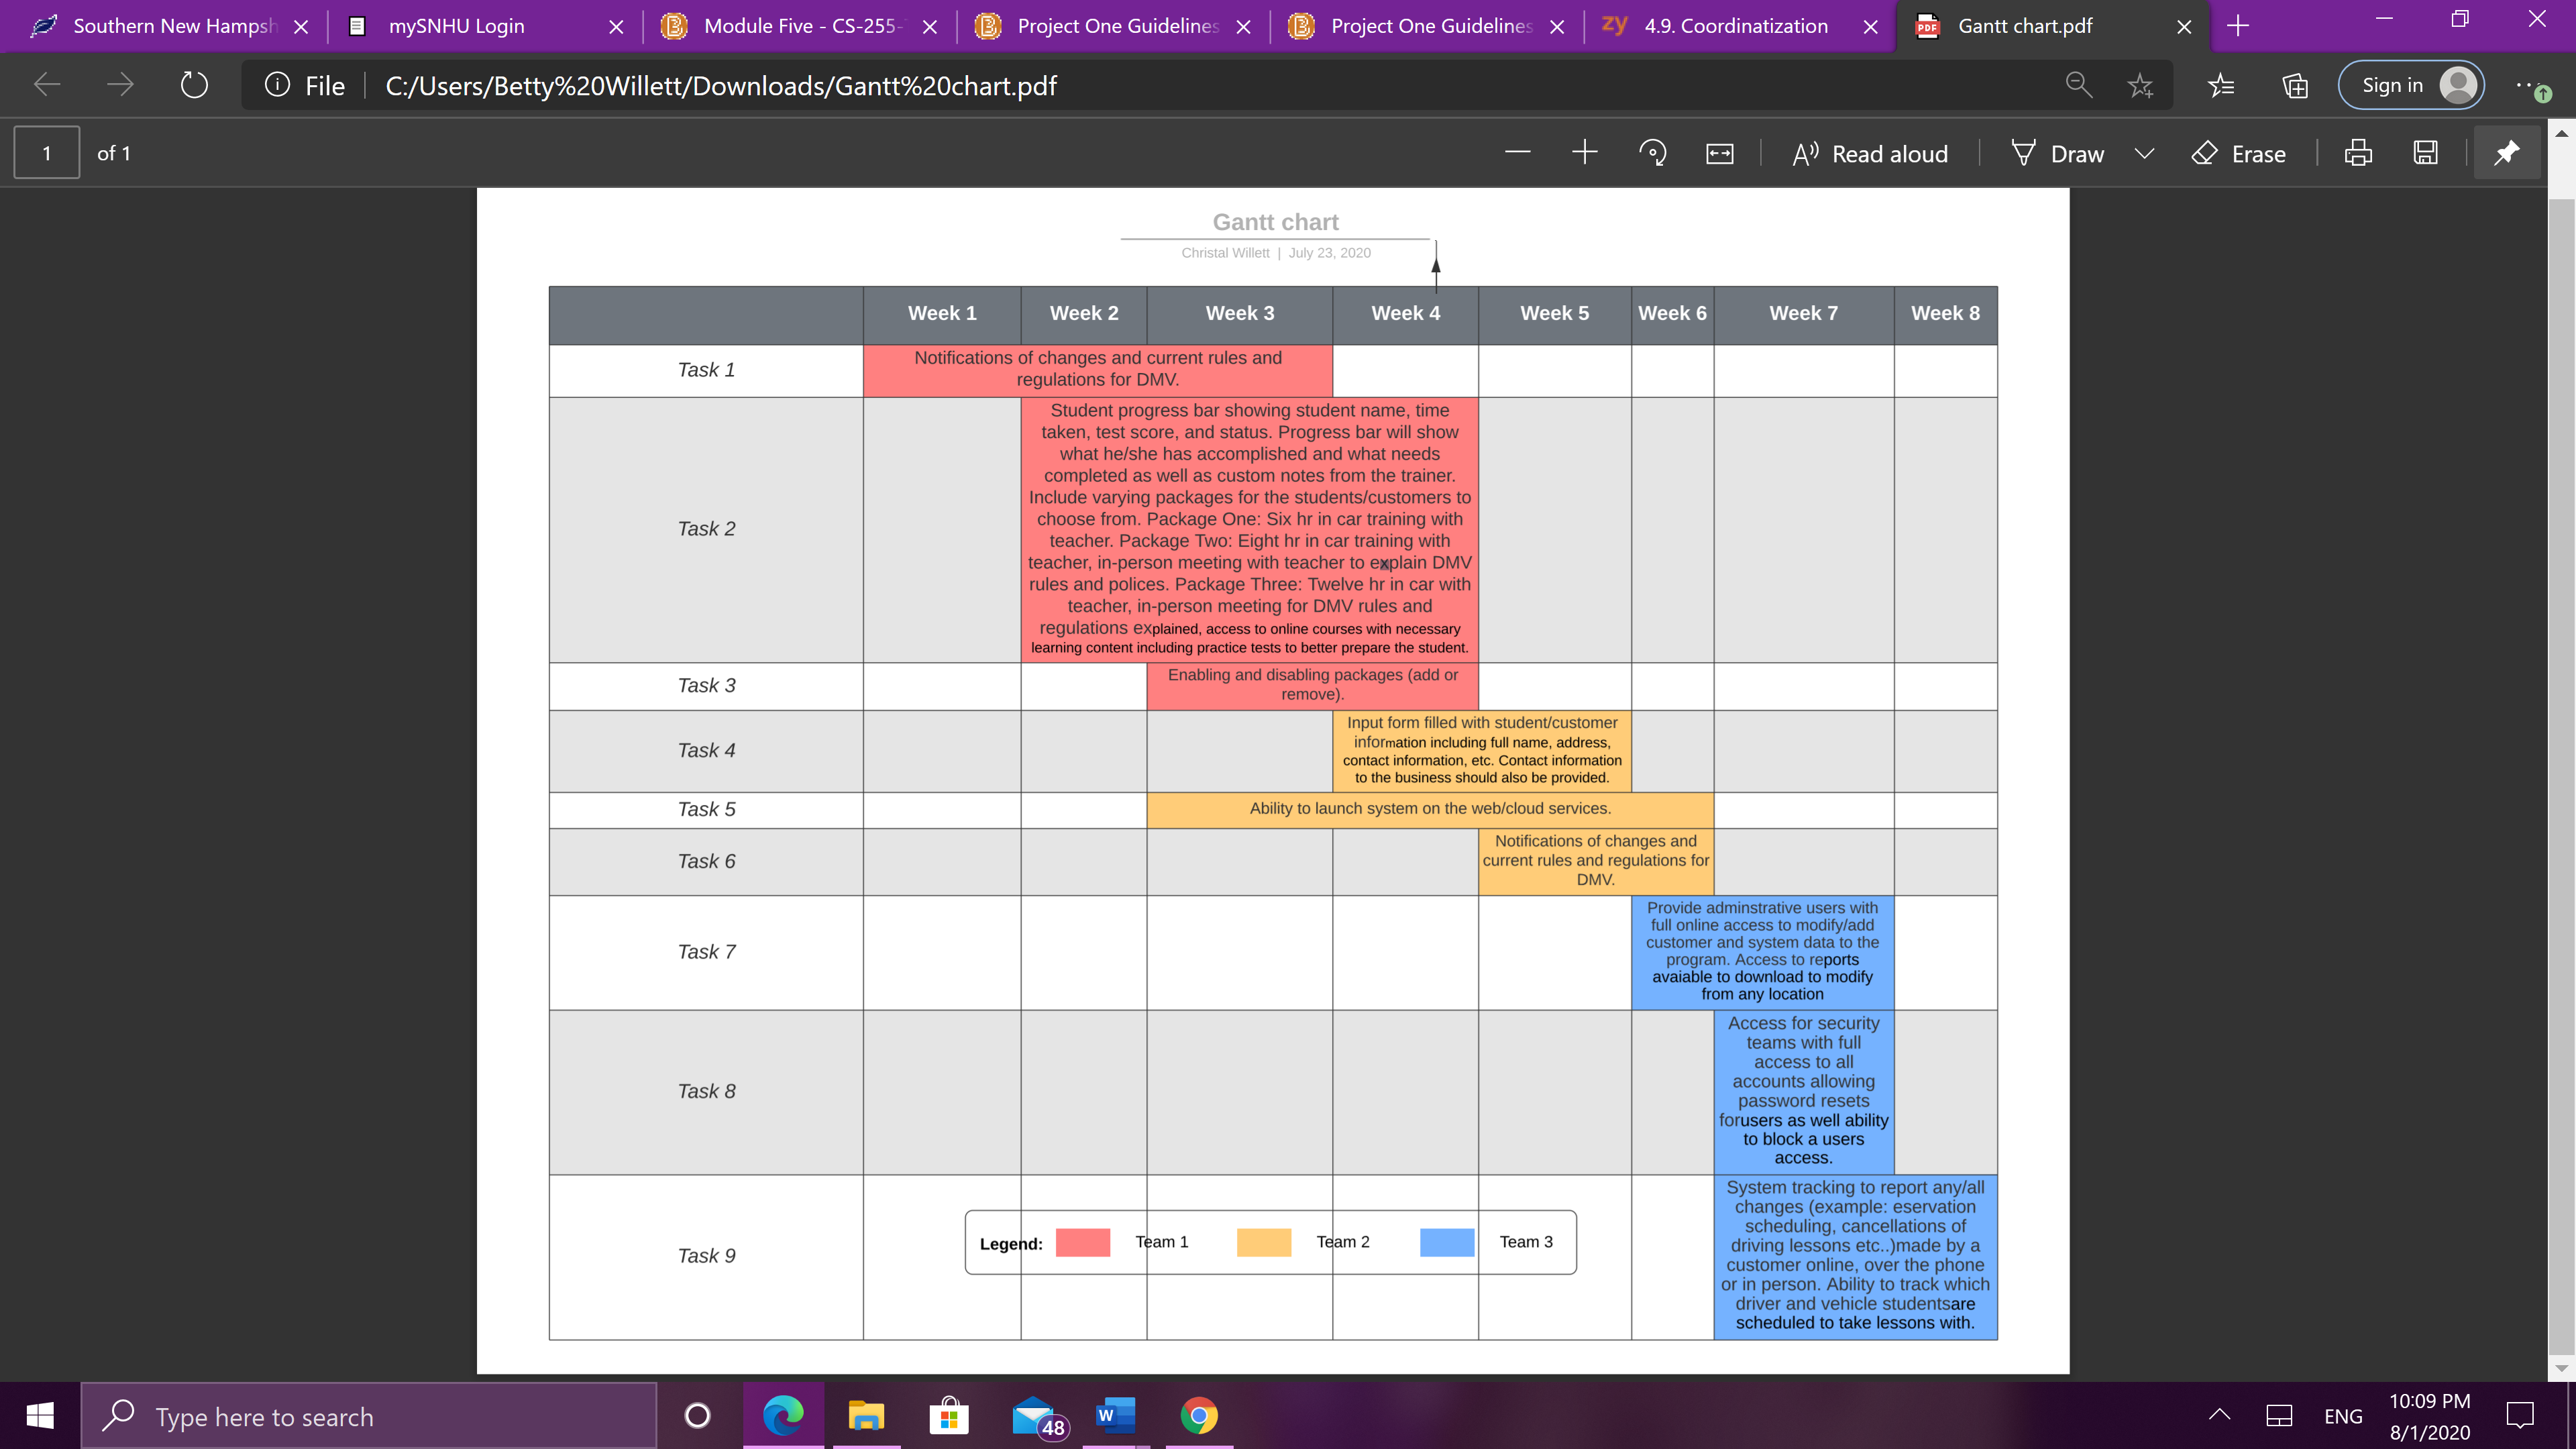 Southern New Hampsh
mySNHU Login
Module Five - CS-255-
Project One Guidelines
Project One Guidelines
zy 4.9. Coordinatization
PDF Gantt chart.pdf
File C:/Users/Betty%20Willett/Downloads/Gantt%20chart.pdf
Sign in
1 of 1
Read aloud
Draw
Erase
Gantt chart
Christal Willett | July 23, 2020
Week 1 Week 2 Week 3 Week 4 Week 5 Week 6 Week 7 Week 8
Task 1
Notifications of changes and current rules and
regulations for DMV.
Task 2
Student progress bar showing student name, time
taken, test score, and status. Progress bar will show
what he/she has accomplished and what needs
completed as well as custom notes from the trainer.
Include varying packages for the students/customers to
choose from. Package One: Six hr in car training with
teacher. Package Two: Eight hr in car training with
teacher, in-person meeting with teacher to explain DMV
rules and polices. Package Three: Twelve hr in car with
teacher, in-person meeting for DMV rules and
regulations explained, access to online courses with necessary
learning content including practice tests to better prepare the student.
Task 3
Enabling and disabling packages (add or
remove).
Task 4
Input form filled with student/customer
information including full name, address,
contact information, etc. Contact information
to the business should also be provided.
Task 5
Ability to launch system on the web/cloud services.
Task 6
Notifications of changes and
current rules and regulations for
DMV.
Task 7
Provide adminstrative users with
full online access to modify/add
customer and system data to the
program. Access to reports
avaiable to download to modify
from any location
Task 8
Access for security
teams with full
access to all
accounts allowing
password resets
forusers as well ability
to block a users
access.
Task 9
System tracking to report any/all
changes (example: eservation
scheduling, cancellations of
driving lessons etc..)made by a
customer online, over the phone
or in person. Ability to track which
driver and vehicle studentsare
scheduled to take lessons with.
Legend: Team 1 Team 2 Team 3
Type here to search
48
W
ENG
10:09 PM
8/1/2020